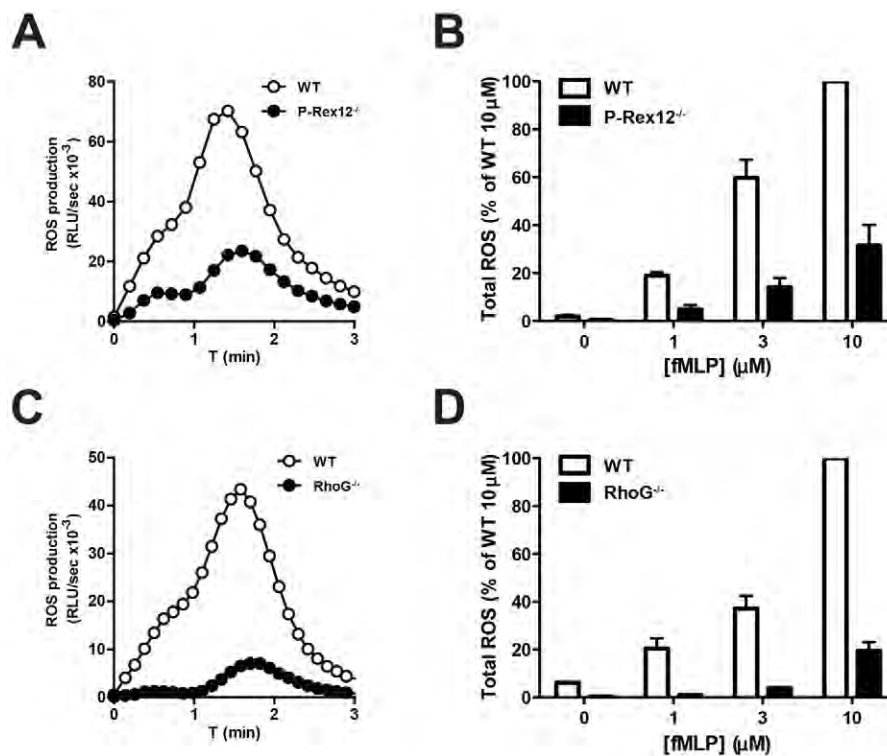 A
80
60
40
20
0
ROS production
(RLU/sec x10⁻³)
WT
P-Rex12⁻/⁻
0 1 2 3
T (min)
B
100
80
60
40
20
0
Total ROS (% of WT 10µM)
WT
P-Rex12⁻/⁻
0 1 3 10
[fMLP] (µM)
C
50
40
30
20
10
0
ROS production
(RLU/sec x10⁻³)
WT
RhoG⁻/⁻
0 1 2 3
T (min)
D
100
80
60
40
20
0
Total ROS (% of WT 10µM)
WT
RhoG⁻/⁻
0 1 3 10
[fMLP] (µM)